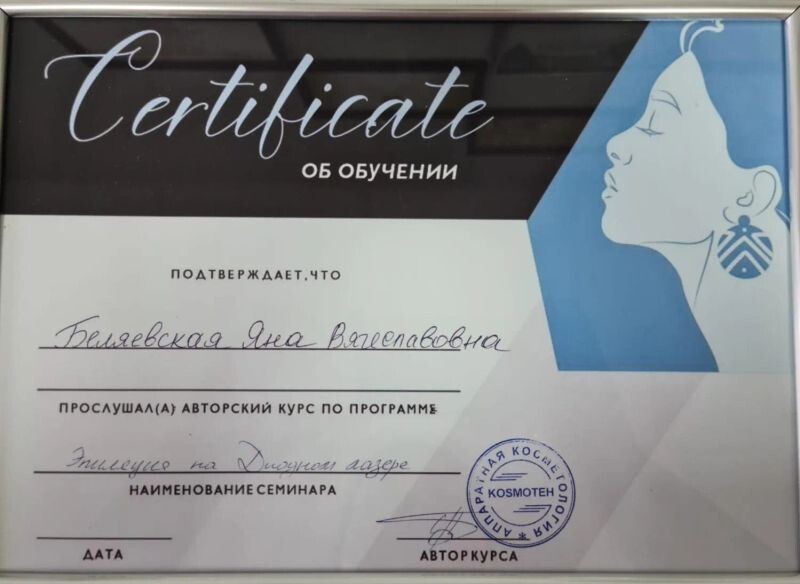 Certificate
ОБ ОБУЧЕНИИ
ПОДТВЕРЖДАЕТ,ЧТО
Беляевская Яна Вячеславовна
ПРОСЛУШАЛ(А) АВТОРСКИЙ КУРС ПО ПРОГРАММЕ
Эпиляция на Диодном лазере
НАИМЕНОВАНИЕ СЕМИНАРА
АППАРАТНАЯ КОСМЕТОЛОГИЯ
KOSMOTEH
ДАТА
АВТОР КУРСА